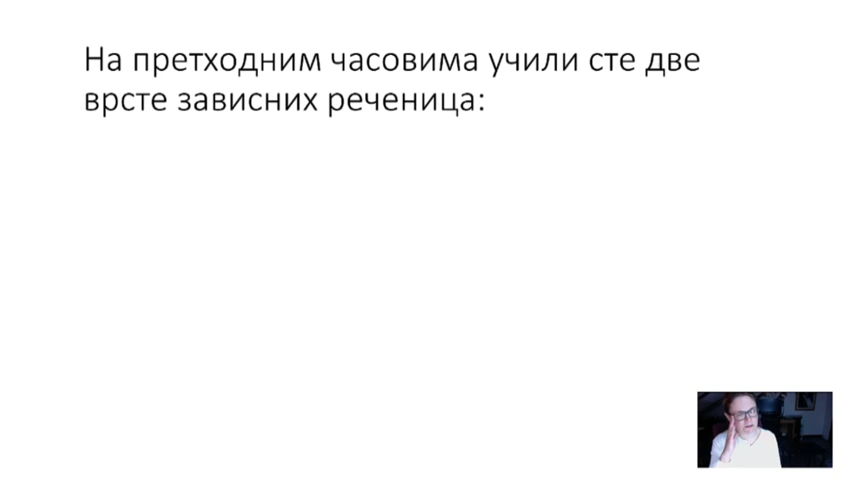 На претходним часовима учили сте две
врсте зависних реченица: